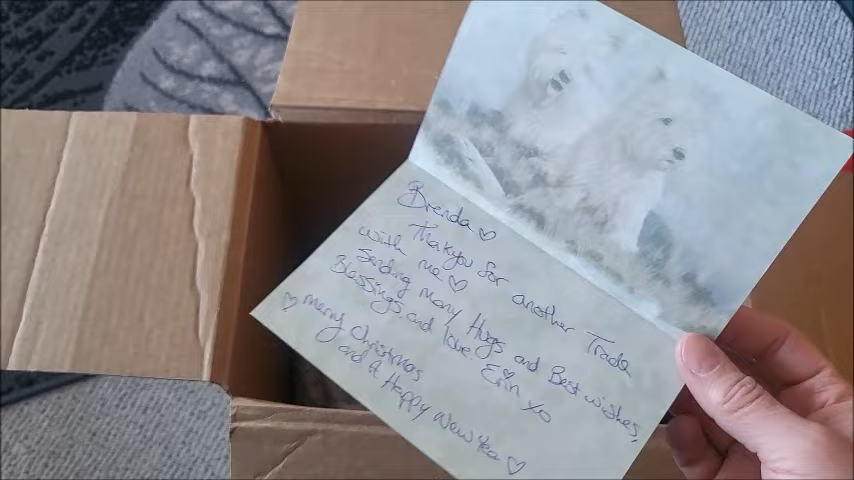 Brenda ♡
Thankyou for another Trade
with me ♡
Sending many Hugs and Best wishes,
Blessings and love. Erin xo
♡ merry Christmas
and a Happy New Year ♡